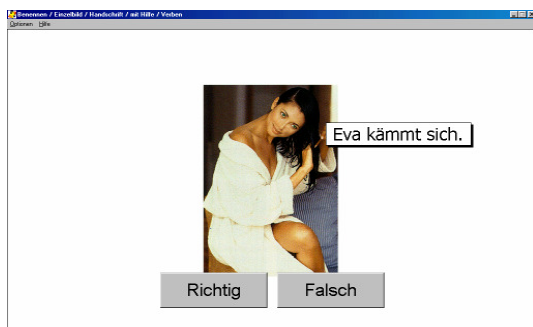 Benennen / Einzelbild / Handschrift / mit Hilfe / Verben
Optionen Hilfe
Eva kämmt sich.
Richtig Falsch